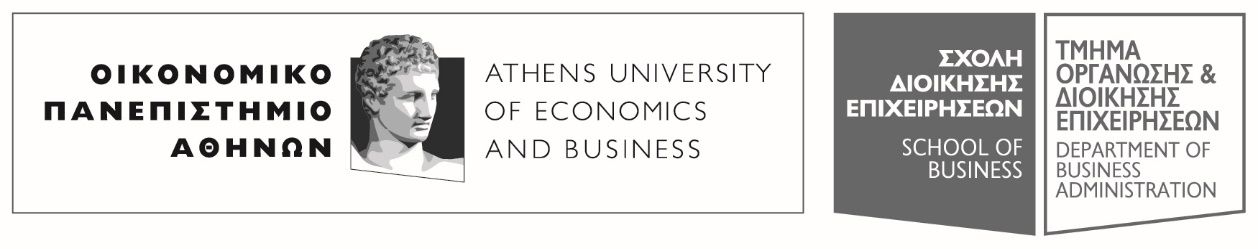 ΟΙΚΟΝΟΜΙΚΟ
ΠΑΝΕΠΙΣΤΗΜΙΟ
ΑΘΗΝΩΝ
ATHENS UNIVERSITY
OF ECONOMICS
AND BUSINESS
ΣΧΟΛΗ
ΔΙΟΙΚΗΣΗΣ
ΕΠΙΧΕΙΡΗΣΕΩΝ
SCHOOL OF
BUSINESS
ΤΜΗΜΑ
ΟΡΓΑΝΩΣΗΣ &
ΔΙΟΙΚΗΣΗΣ
ΕΠΙΧΕΙΡΗΣΕΩΝ
DEPARTMENT OF
BUSINESS
ADMINISTRATION